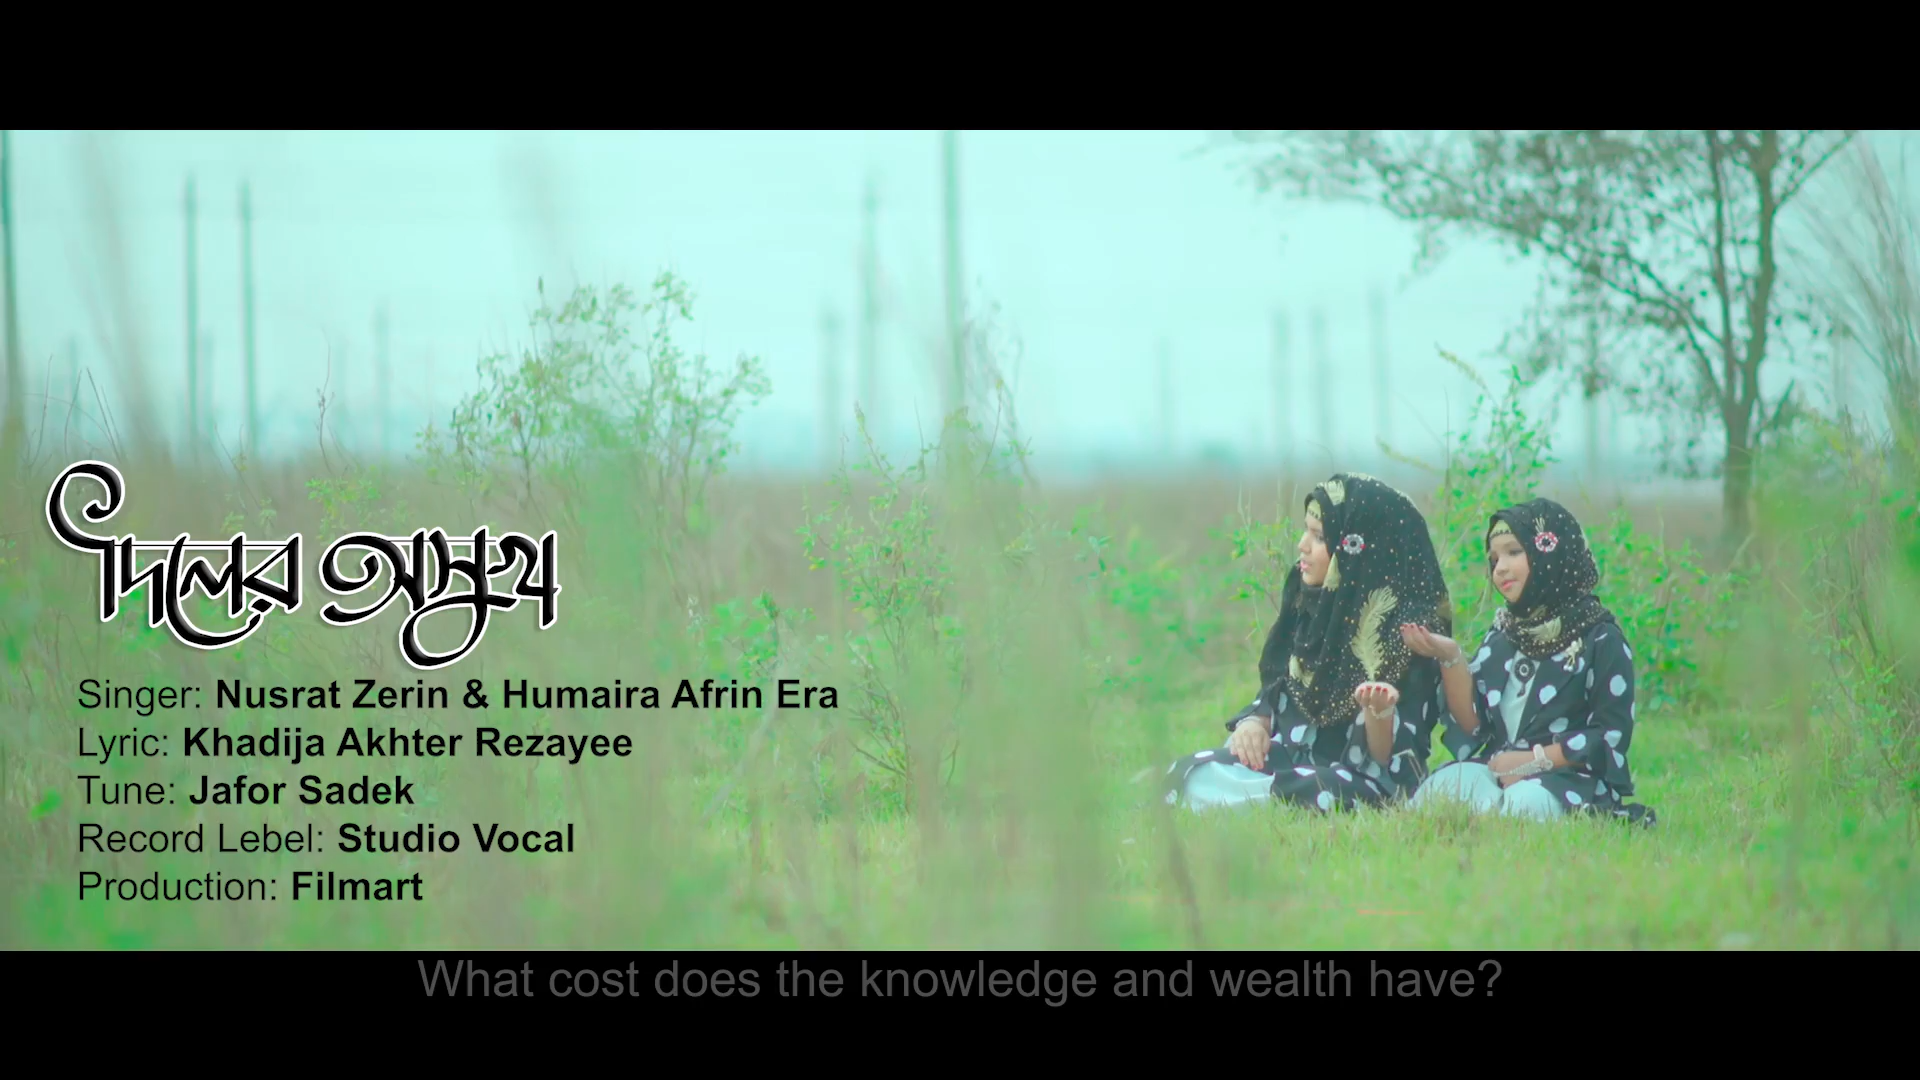 দিলের অসুখ
Singer: Nusrat Zerin & Humaira Afrin Era
Lyric: Khadija Akhter Rezayee
Tune: Jafor Sadek
Record Lebel: Studio Vocal
Production: Filmart
What cost does the knowledge and wealth have?